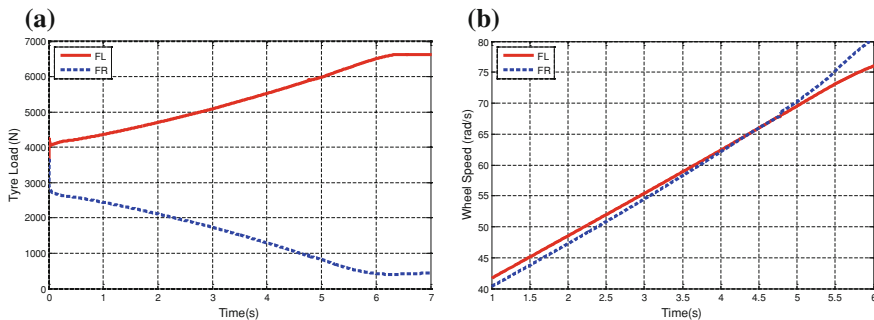 (a)
7000
6000
5000
4000
3000
2000
1000
0
Tyre Load (N)
FL
FR
0 1 2 3 4 5 6 7
Time(s)
(b)
80
75
70
65
60
55
50
45
40
Wheel Speed (rad/s)
FL
FR
1 1.5 2 2.5 3 3.5 4 4.5 5 5.5 6
Time(s)